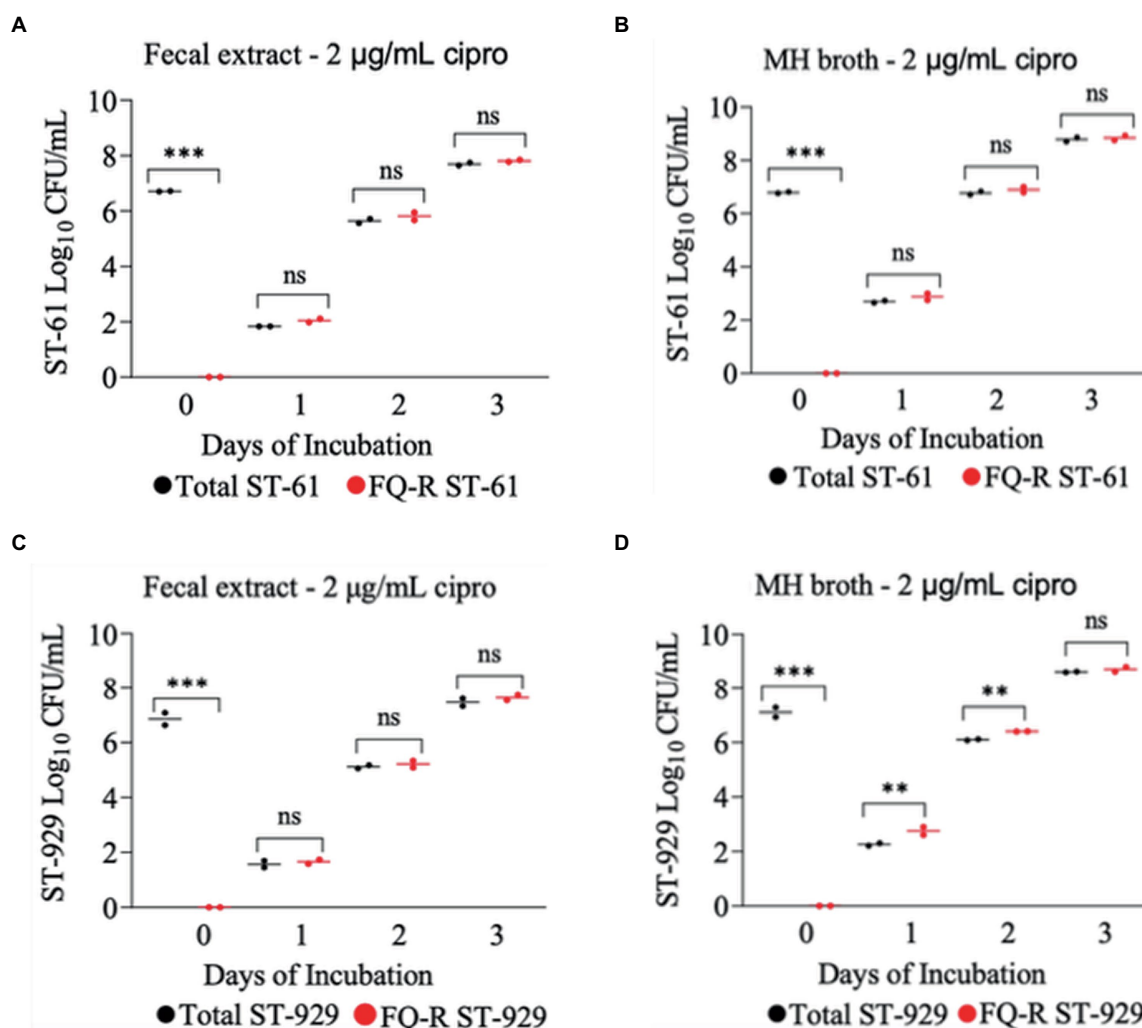 A
Fecal extract - 2 µg/mL cipro
ST-61 Log10 CFU/mL
10
8
6
4
2
0
***
ns
ns
ns
0 1 2 3
Days of Incubation
Total ST-61 FQ-R ST-61
B
MH broth - 2 µg/mL cipro
ST-61 Log10 CFU/mL
10
8
6
4
2
0
***
ns
ns
ns
0 1 2 3
Days of Incubation
Total ST-61 FQ-R ST-61
C
Fecal extract - 2 µg/mL cipro
ST-929 Log10 CFU/mL
10
8
6
4
2
0
***
ns
ns
ns
0 1 2 3
Days of Incubation
Total ST-929 FQ-R ST-929
D
MH broth - 2 µg/mL cipro
ST-929 Log10 CFU/mL
10
8
6
4
2
0
***
**
**
ns
0 1 2 3
Days of Incubation
Total ST-929 FQ-R ST-929